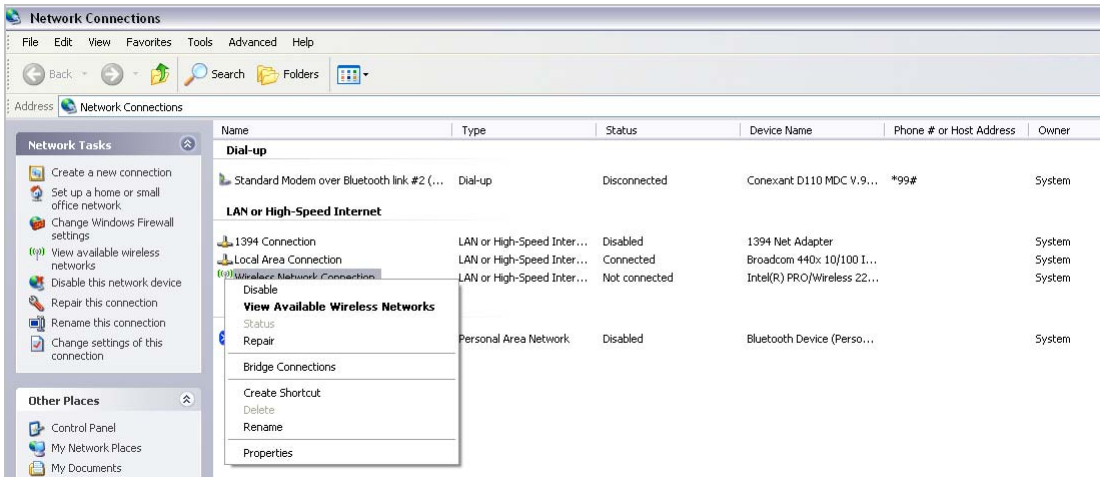 Network Connections
File Edit View Favorites Tools Advanced Help
Back Search Folders
Address Network Connections
Network Tasks
Create a new connection
Set up a home or small
office network
Change Windows Firewall
settings
View available wireless
networks
Disable this network device
Repair this connection
Rename this connection
Change settings of this
connection
Other Places
Control Panel
My Network Places
My Documents
Name Type Status Device Name Phone # or Host Address Owner
Dial-up
Standard Modem over Bluetooth link #2 (... Dial-up Disconnected Conexant D110 MDC V.9... *99# System
LAN or High-Speed Internet
1394 Connection LAN or High-Speed Inter... Disabled 1394 Net Adapter System
Local Area Connection LAN or High-Speed Inter... Connected Broadcom 440x 10/100 I... System
Wireless Network Connection LAN or High-Speed Inter... Not connected Intel(R) PRO/Wireless 22... System
Personal Area Network Disabled Bluetooth Device (Perso... System
Disable
View Available Wireless Networks
Status
Repair
Bridge Connections
Create Shortcut
Delete
Rename
Properties